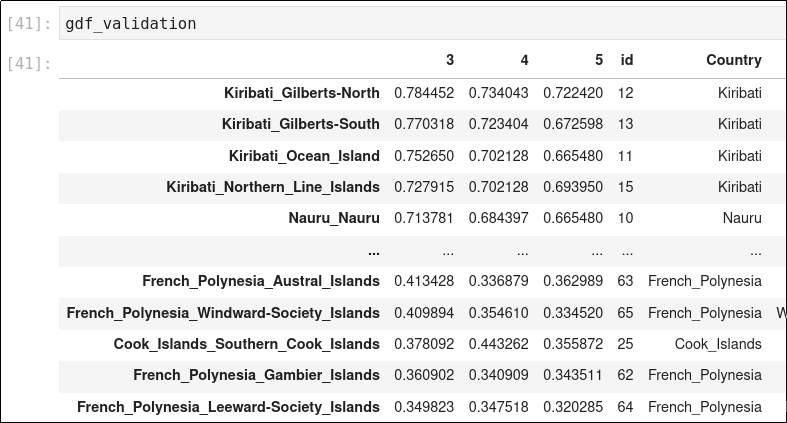 [41]: gdf_validation
[41]:
3 4 5 id Country
Kiribati_Gilberts-North 0.784452 0.734043 0.722420 12 Kiribati
Kiribati_Gilberts-South 0.770318 0.723404 0.672598 13 Kiribati
Kiribati_Ocean_Island 0.752650 0.702128 0.665480 11 Kiribati
Kiribati_Northern_Line_Islands 0.727915 0.702128 0.693950 15 Kiribati
Nauru_Nauru 0.713781 0.684397 0.665480 10 Nauru
... ... ... ... ... ...
French_Polynesia_Austral_Islands 0.413428 0.336879 0.362989 63 French_Polynesia
French_Polynesia_Windward-Society_Islands 0.409894 0.354610 0.334520 65 French_Polynesia W
Cook_Islands_Southern_Cook_Islands 0.378092 0.443262 0.355872 25 Cook_Islands
French_Polynesia_Gambier_Islands 0.360902 0.340909 0.343511 62 French_Polynesia
French_Polynesia_Leeward-Society_Islands 0.349823 0.347518 0.320285 64 French_Polynesia